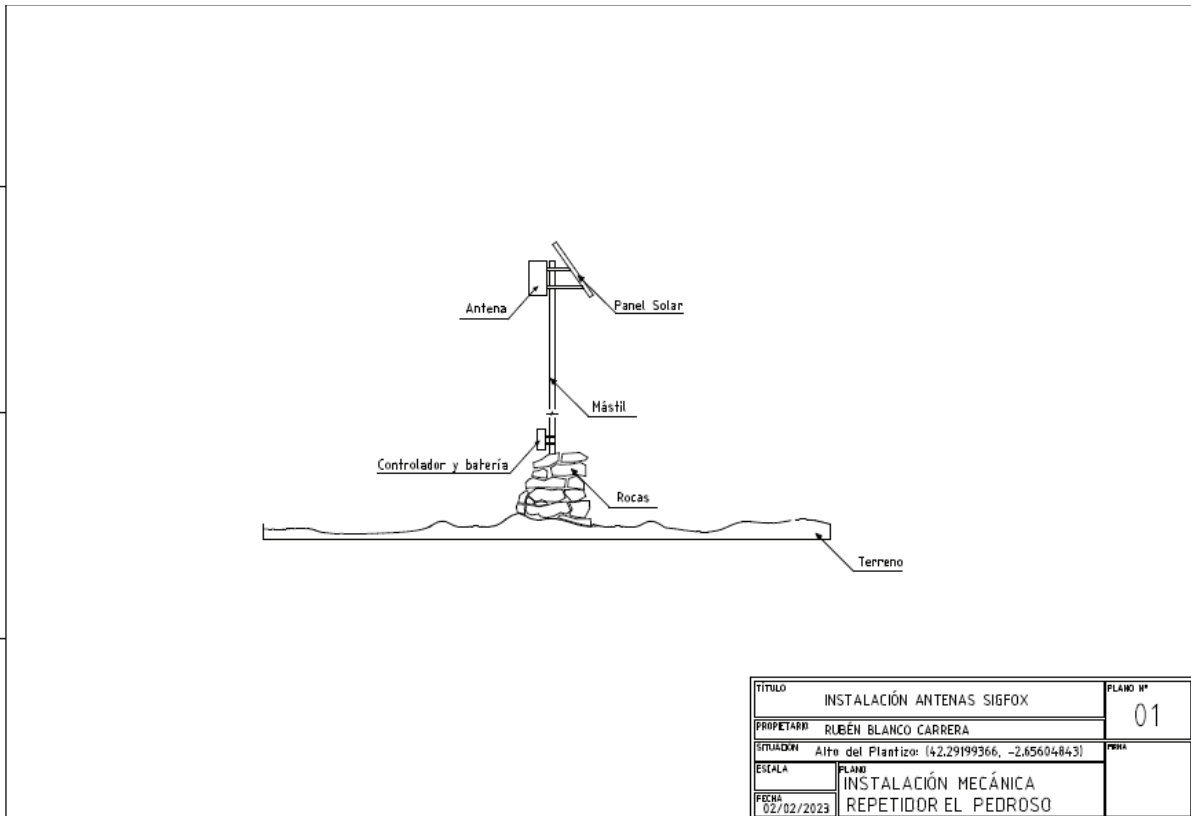 Antena
Panel Solar
Mástil
Controlador y batería
Rocas
Terreno
TÍTULO
INSTALACIÓN ANTENAS SIGFOX
PLANO Nº
01
PROPIETARIO
RUBÉN BLANCO CARRERA
SITUACIÓN
Alto del Plantizo: (42.29199366, -2.65604843)
FIRMA
ESCALA
PLANO
INSTALACIÓN MECÁNICA
REPETIDOR EL PEDROSO
FECHA
02/02/2023